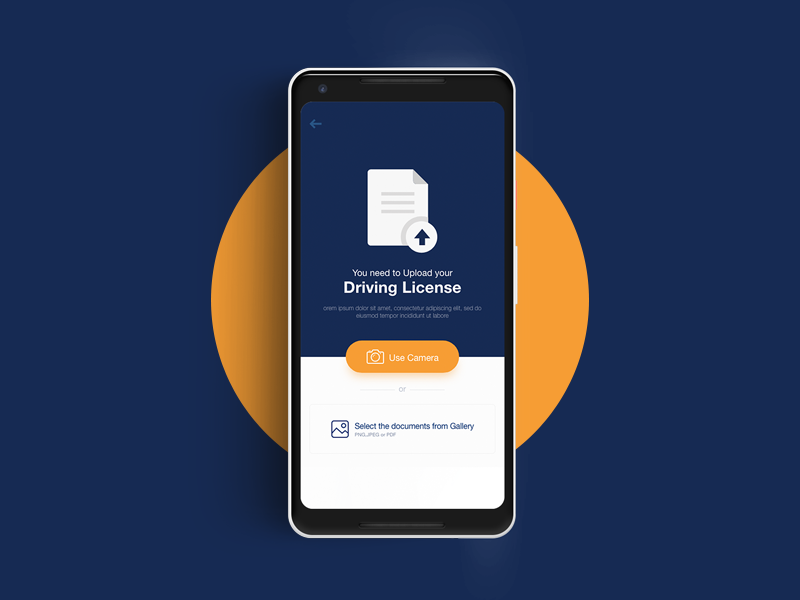 You need to Upload your
Driving License
orem ipsum dolor sit amet, consectetur adipiscing elit, sed do
eiusmod tempor incididunt ut labore
Use Camera
or
Select the documents from Gallery
PNG,JPEG or PDF